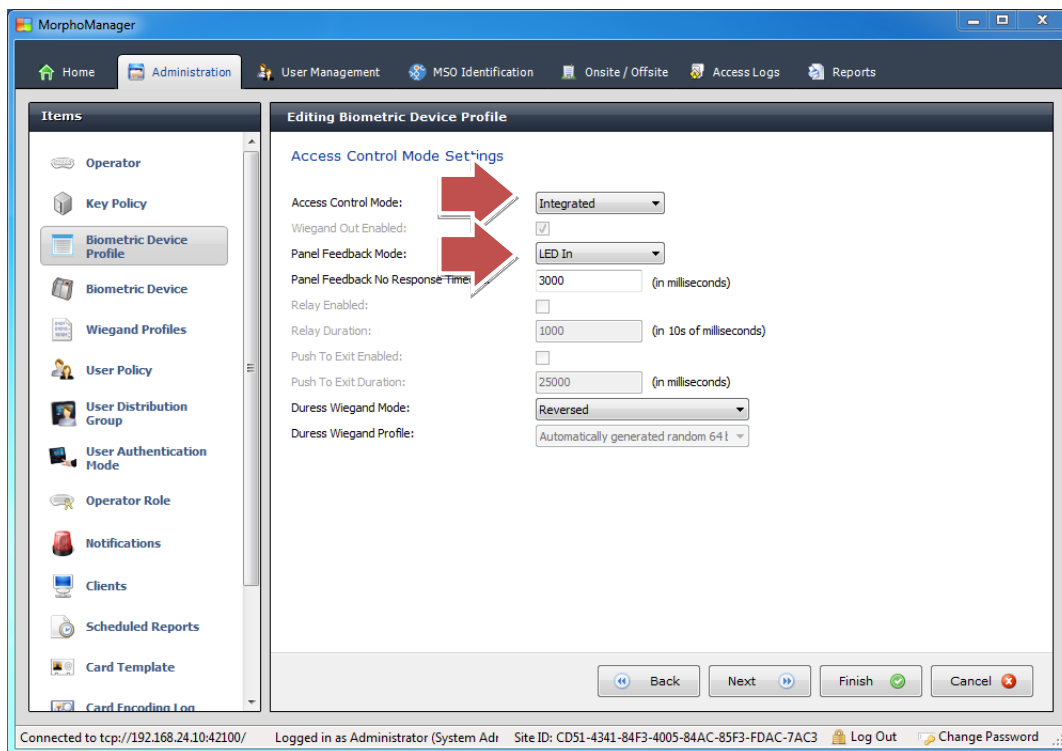 MorphoManager
Home Administration User Management MSO Identification Onsite / Offsite Access Logs Reports
Items
Operator
Key Policy
Biometric Device
Profile
Biometric Device
Wiegand Profiles
User Policy
User Distribution
Group
User Authentication
Mode
Operator Role
Notifications
Clients
Scheduled Reports
Card Template
Card Encoding Log
Editing Biometric Device Profile
Access Control Mode Settings
Access Control Mode: Integrated
Wiegand Out Enabled:
Panel Feedback Mode: LED In
Panel Feedback No Response 3000 (in milliseconds)
Relay Enabled:
Relay Duration: 1000 (in 10s of milliseconds)
Push To Exit Enabled:
Push To Exit Duration: 25000 (in milliseconds)
Duress Wiegand Mode: Reversed
Duress Wiegand Profile: Automatically generated random 64
Back Next Finish Cancel
Connected to tcp://192.168.24.10:42100/ Logged in as Administrator (System Adr Site ID: CD51-4341-84F3-4005-84AC-85F3-FDAC-7AC3 Log Out Change Password